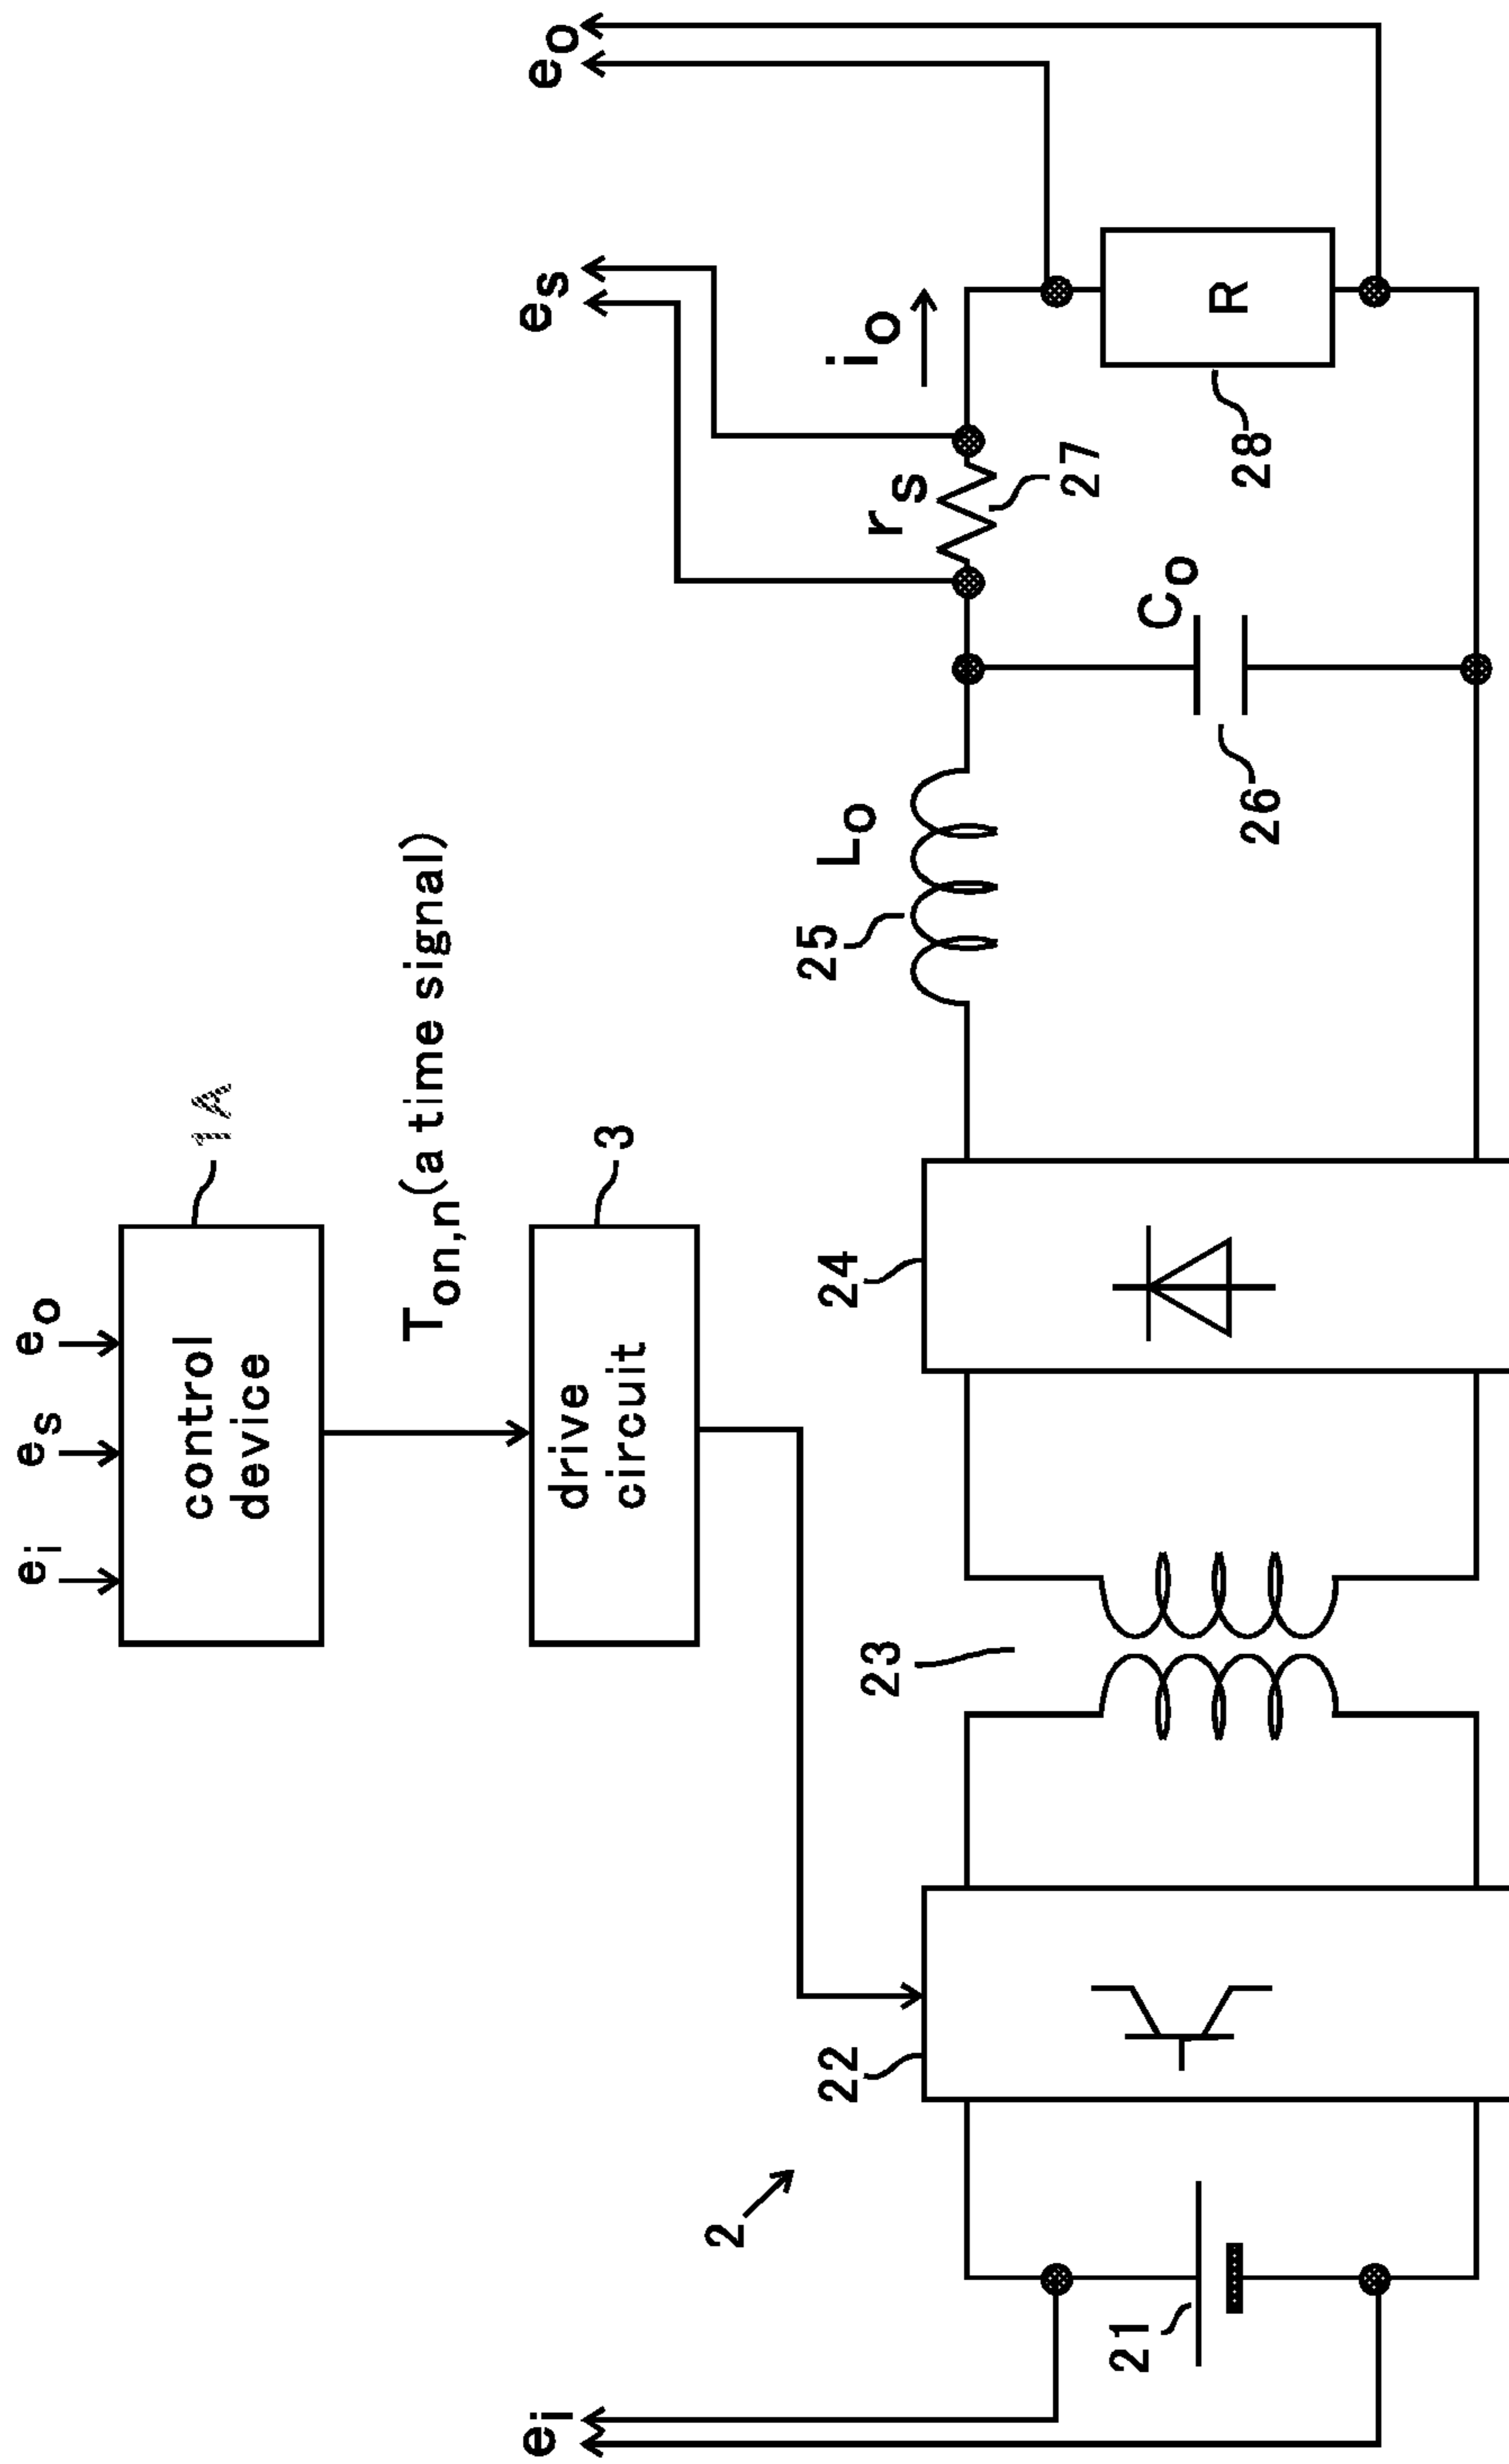 ei
es
eo
control
device
1A
Ton,n(a time signal)
drive
circuit
3
ei
es
eo
2
22
23
24
25
Lo
rs
io
21
Co
27
26
28
R